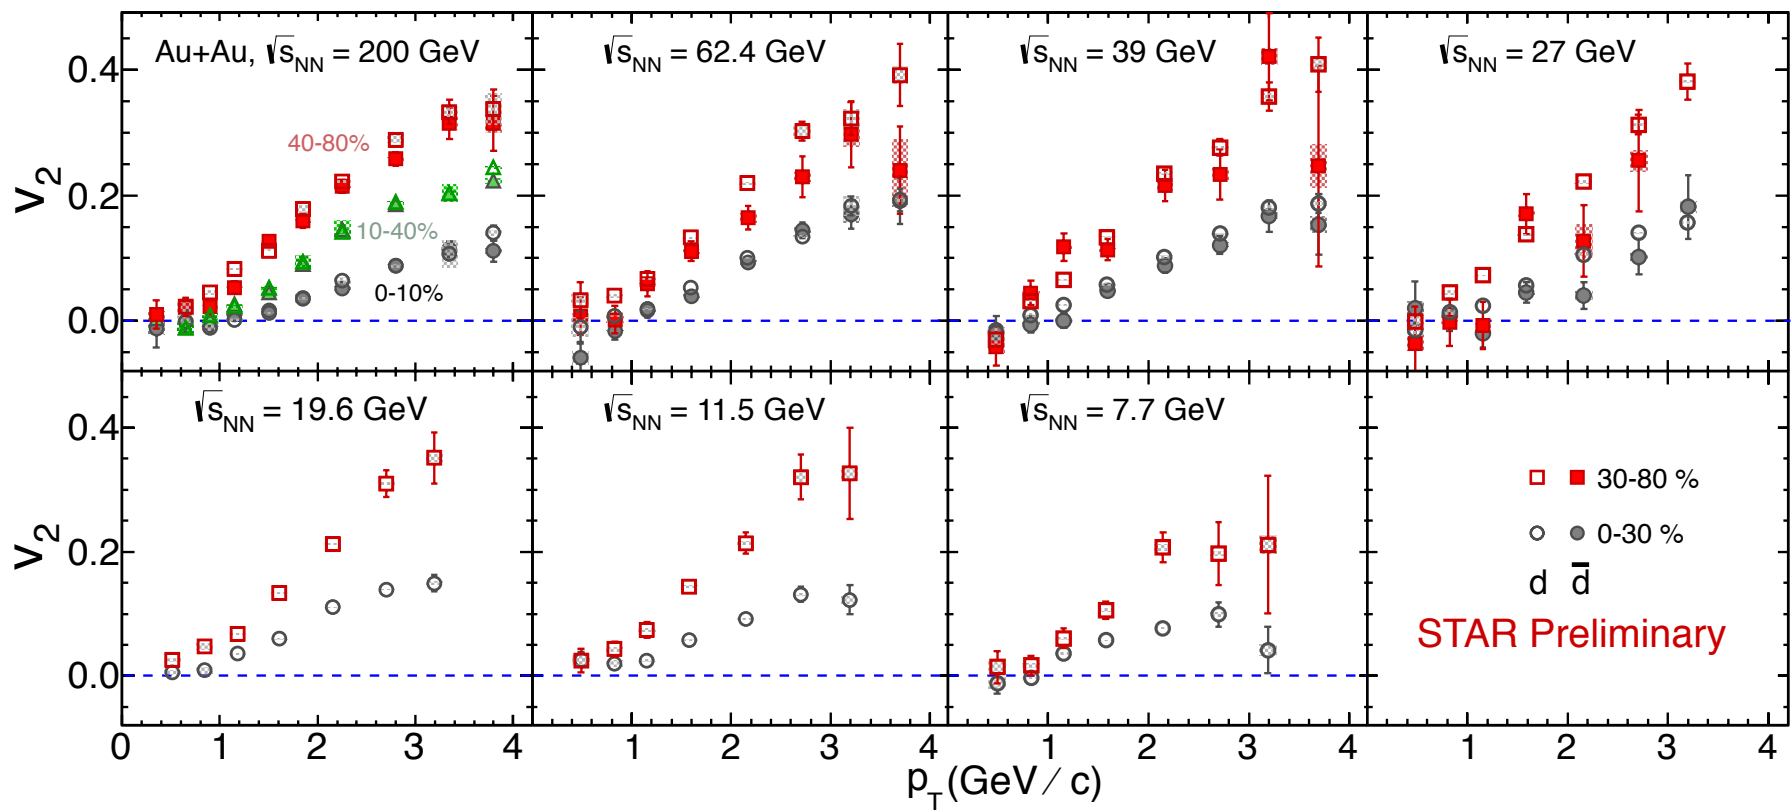 Au+Au, √sNN = 200 GeV
√sNN = 62.4 GeV
√sNN = 39 GeV
√sNN = 27 GeV
v2
0.4
0.2
0.0
40-80%
10-40%
0-10%
√sNN = 19.6 GeV
√sNN = 11.5 GeV
√sNN = 7.7 GeV
v2
0.4
0.2
0.0
30-80 %
0-30 %
d d̅
STAR Preliminary
0 1 2 3 4 1 2 3 4 1 2 3 4 1 2 3 4
pT (GeV/c)